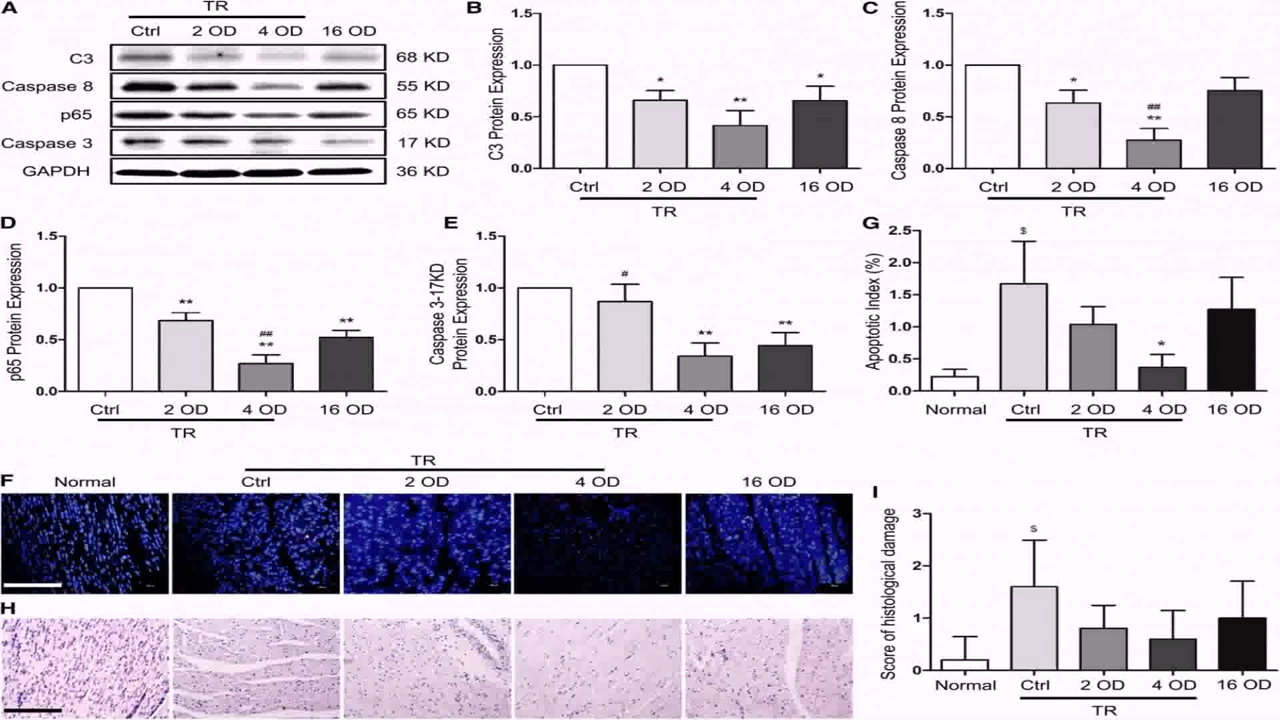 A
TR
Ctrl 2 OD 4 OD 16 OD
C3 68 KD
Caspase 8 55 KD
p65 65 KD
Caspase 3 17 KD
GAPDH 36 KD
B
C3 Protein Expression
1.5
1.0
0.5
0.0
*
**
*
Ctrl 2 OD 4 OD 16 OD
TR
C
Caspase 8 Protein Expression
1.5
1.0
0.5
0.0
*
##
**
Ctrl 2 OD 4 OD 16 OD
TR
D
p65 Protein Expression
1.5
1.0
0.5
0.0
**
##
**
**
Ctrl 2 OD 4 OD 16 OD
TR
E
Caspase 3-17KD
Protein Expression
1.5
1.0
0.5
0.0
#
**
**
Ctrl 2 OD 4 OD 16 OD
TR
G
Apoptotic Index (%)
2.5
2.0
1.5
1.0
0.5
0.0
$
*
Normal Ctrl 2 OD 4 OD 16 OD
TR
F
TR
Normal Ctrl 2 OD 4 OD 16 OD
H
I
Score of histological damage
3
2
1
0
$
Normal Ctrl 2 OD 4 OD 16 OD
TR